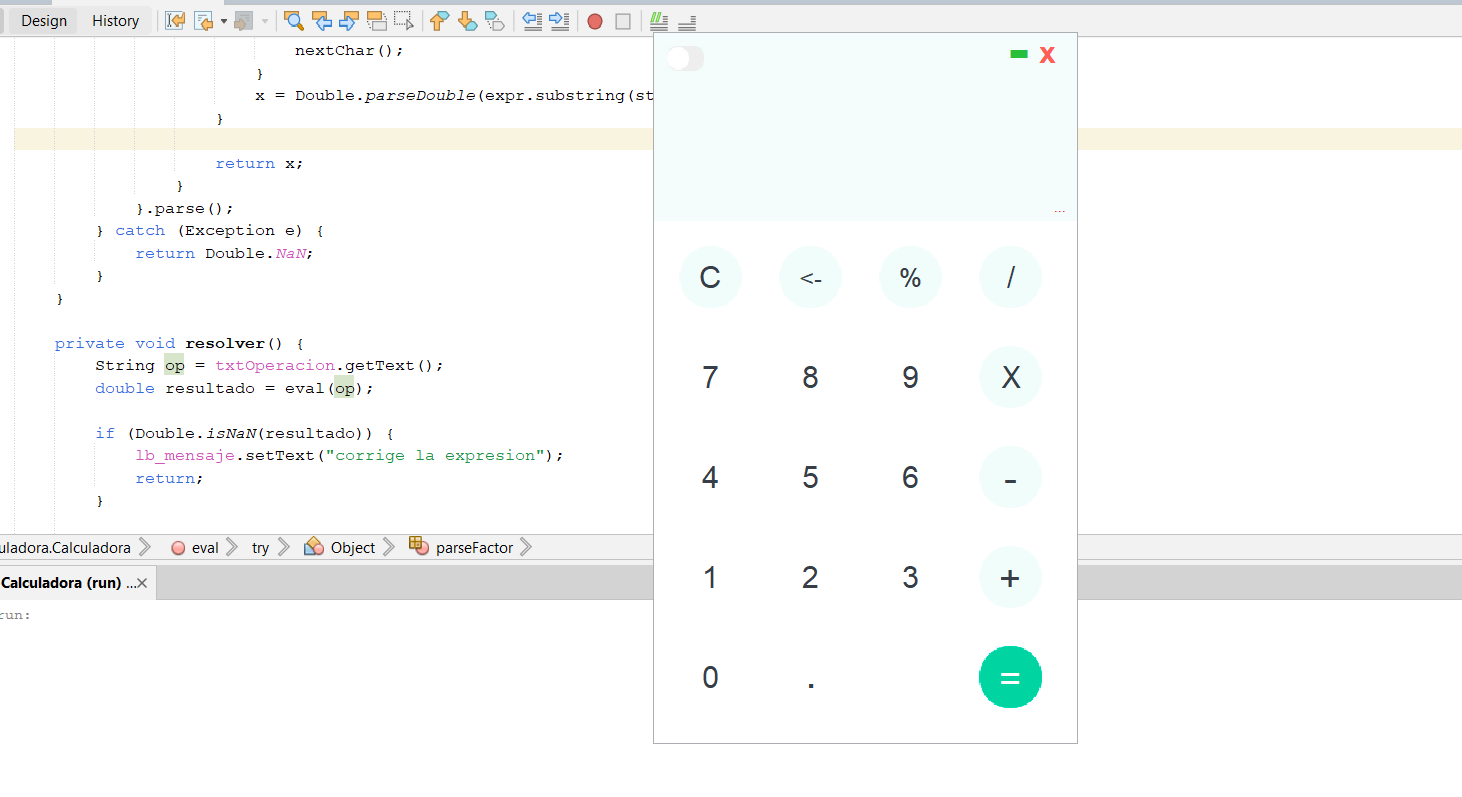 Design History
nextChar();
}
x = Double.parseDouble(expr.substring(st
}
return x;
}
}.parse();
} catch (Exception e) {
return Double.NaN;
}
}
private void resolver() {
String op = txtOperacion.getText();
double resultado = eval(op);
if (Double.isNaN(resultado)) {
lb_mensaje.setText("corrige la expresion");
return;
}
uladora.Calculadora eval try Object parseFactor
Calculadora (run) ...
run:
X
...
C <- % /
7 8 9 X
4 5 6 -
1 2 3 +
0 . =